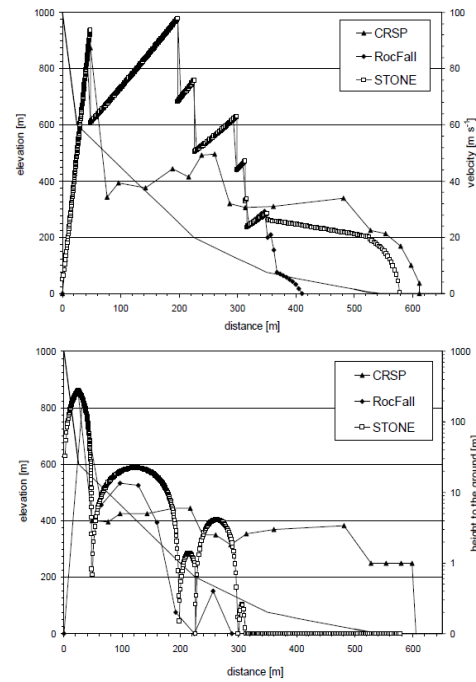 1000
800
600
400
200
0
elevation [m]
100
80
60
40
20
0
velocity [m s⁻¹]
CRSP
RocFall
STONE
0 100 200 300 400 500 600
distance [m]
1000
800
600
400
200
0
elevation [m]
1000
100
10
1
0
height to the ground [m]
CRSP
RocFall
STONE
0 100 200 300 400 500 600
distance [m]